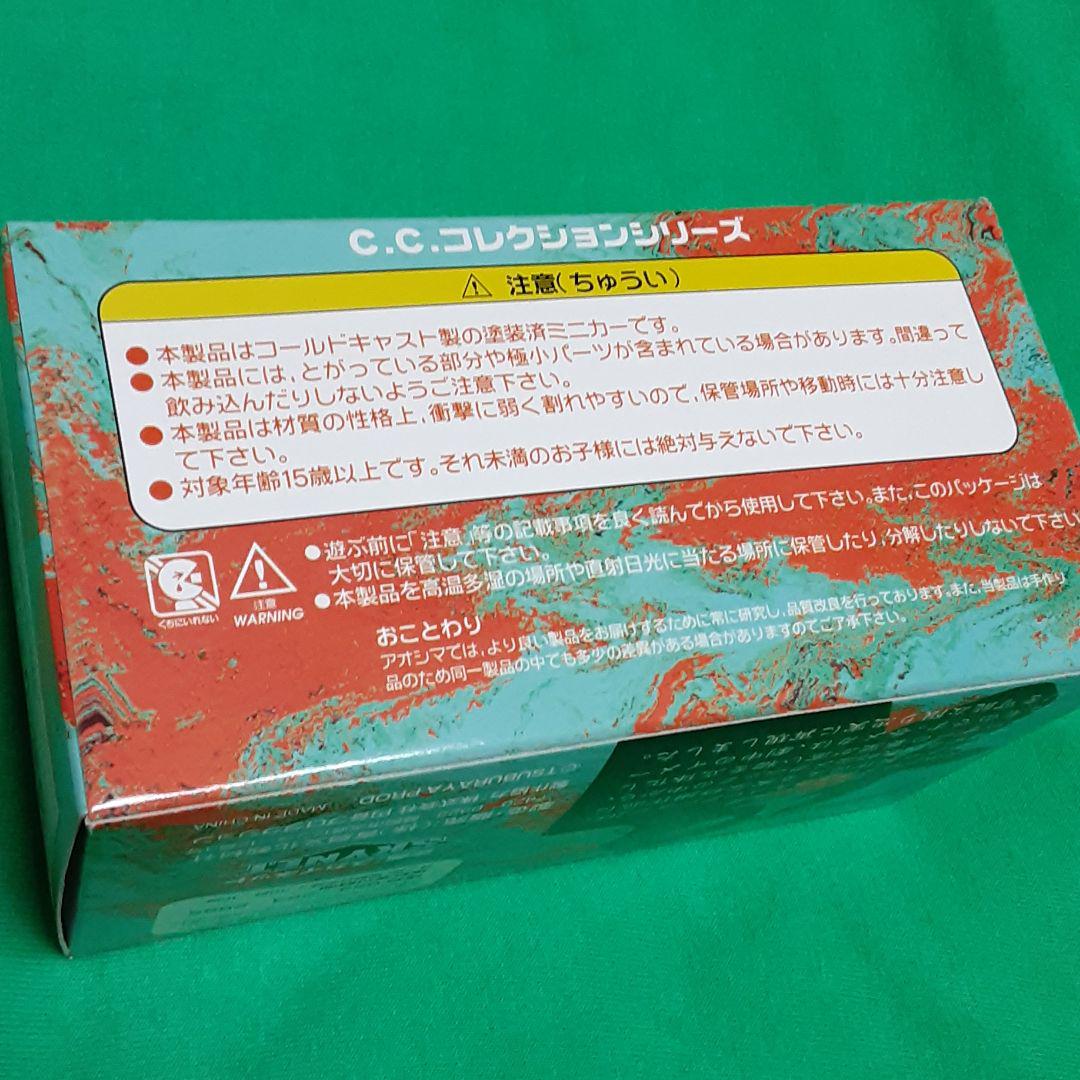 C.C.コレクションシリーズ
注意(ちゅうい)
●本製品はコールドキャスト製の塗装済ミニカーです。
●本製品には、とがっている部分や極小パーツが含まれている場合があります。間違って
飲み込んだりしないようご注意下さい。
●本製品は材質の性格上、衝撃に弱く割れやすいので、保管場所や移動時には十分注意し
て下さい。
●対象年齢15歳以上です。それ未満のお子様には絶対与えないで下さい。
●遊ぶ前に「注意」等の記載事項を良く読んでから使用して下さい。また、このパッケージは
大切に保管して下さい。
●本製品を高温多湿の場所や直射日光に当たる場所に保管したり、分解したりしないで下さい
くちにいれない
注意
WARNING
おことわり
アオシマでは、より良い製品をお届けするために常に研究し、品質改良を行っております。また、当製品は手作り
品のため同一製品の中でも多少の差異がある場合がありますのでご了承下さい。
©TSUBURAYA PROD
MADE IN CHINA